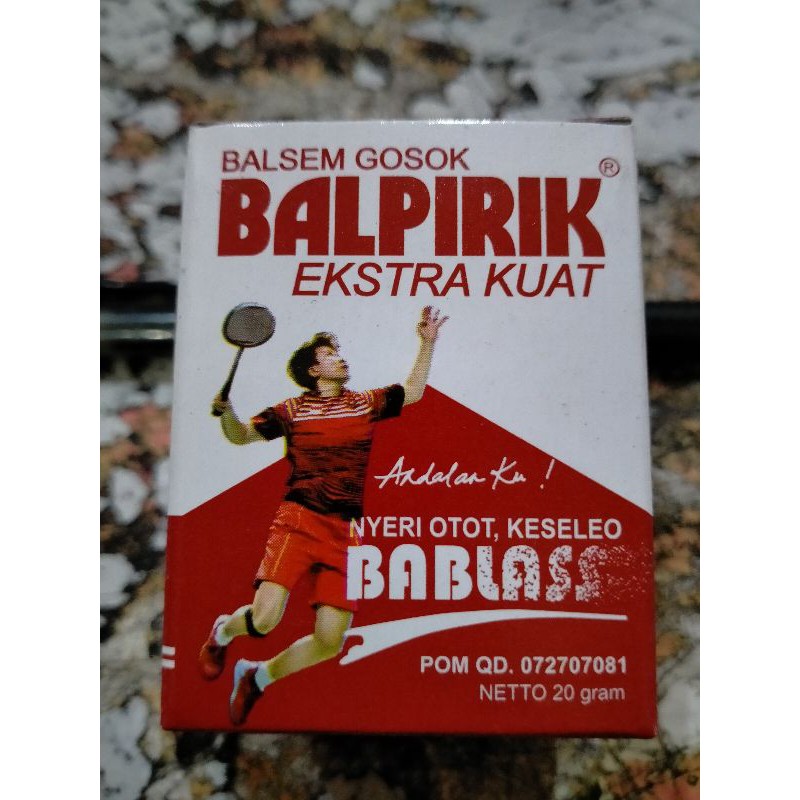 BALSEM GOSOK
BALPIRIK®
EKSTRA KUAT
Andalan Ku !
NYERI OTOT, KESELEO
BABLASS
POM QD. 072707081
NETTO 20 gram